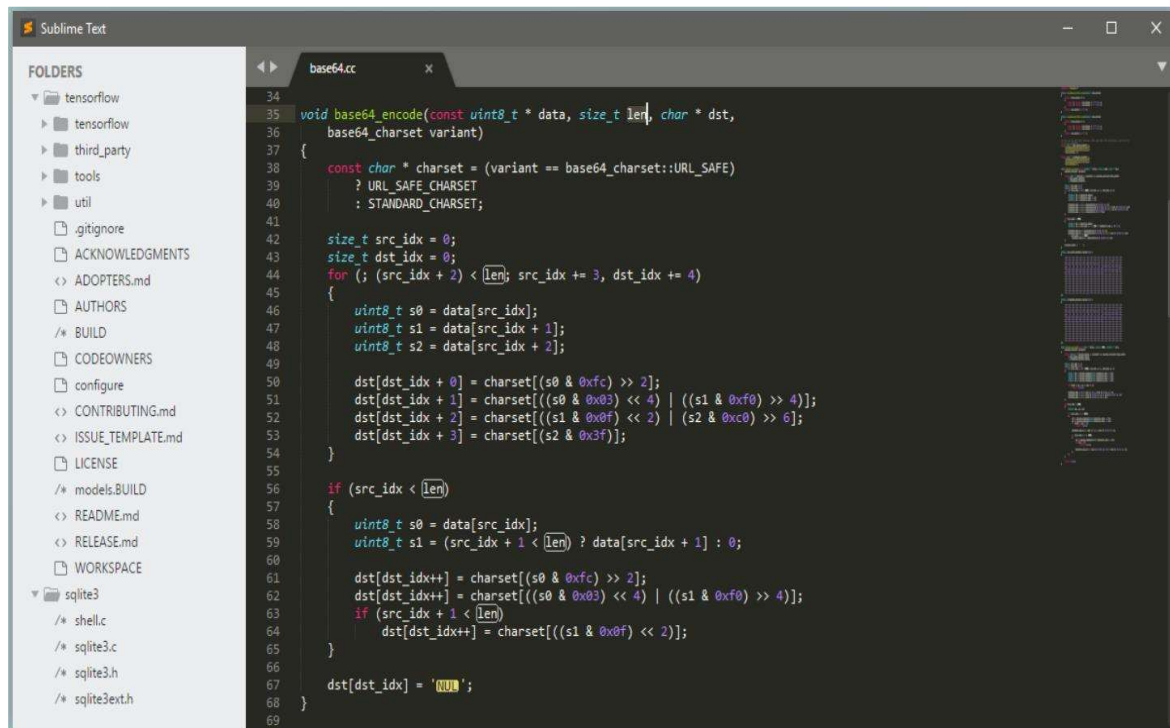 Sublime Text
FOLDERS
tensorflow
tensorflow
third_party
tools
util
.gitignore
ACKNOWLEDGMENTS
<> ADOPTERS.md
AUTHORS
/* BUILD
CODEOWNERS
configure
<> CONTRIBUTING.md
<> ISSUE_TEMPLATE.md
LICENSE
/* models.BUILD
<> README.md
<> RELEASE.md
WORKSPACE
sqlite3
/* shell.c
/* sqlite3.c
/* sqlite3.h
/* sqlite3ext.h
base64.cc
34
35 void base64_encode(const uint8_t * data, size_t len, char * dst,
36     base64_charset variant)
37 {
38     const char * charset = (variant == base64_charset::URL_SAFE)
39         ? URL_SAFE_CHARSET
40         : STANDARD_CHARSET;
41
42     size_t src_idx = 0;
43     size_t dst_idx = 0;
44     for (; (src_idx + 2) < len; src_idx += 3, dst_idx += 4)
45     {
46         uint8_t s0 = data[src_idx];
47         uint8_t s1 = data[src_idx + 1];
48         uint8_t s2 = data[src_idx + 2];
49
50         dst[dst_idx + 0] = charset[(s0 & 0xfc) >> 2];
51         dst[dst_idx + 1] = charset[((s0 & 0x03) << 4) | ((s1 & 0xf0) >> 4)];
52         dst[dst_idx + 2] = charset[((s1 & 0x0f) << 2) | (s2 & 0xc0) >> 6];
53         dst[dst_idx + 3] = charset[(s2 & 0x3f)];
54     }
55
56     if (src_idx < len)
57     {
58         uint8_t s0 = data[src_idx];
59         uint8_t s1 = (src_idx + 1 < len) ? data[src_idx + 1] : 0;
60
61         dst[dst_idx++] = charset[(s0 & 0xfc) >> 2];
62         dst[dst_idx++] = charset[((s0 & 0x03) << 4) | ((s1 & 0xf0) >> 4)];
63         if (src_idx + 1 < len)
64             dst[dst_idx++] = charset[((s1 & 0x0f) << 2)];
65     }
66
67     dst[dst_idx] = 'NUL';
68 }
69